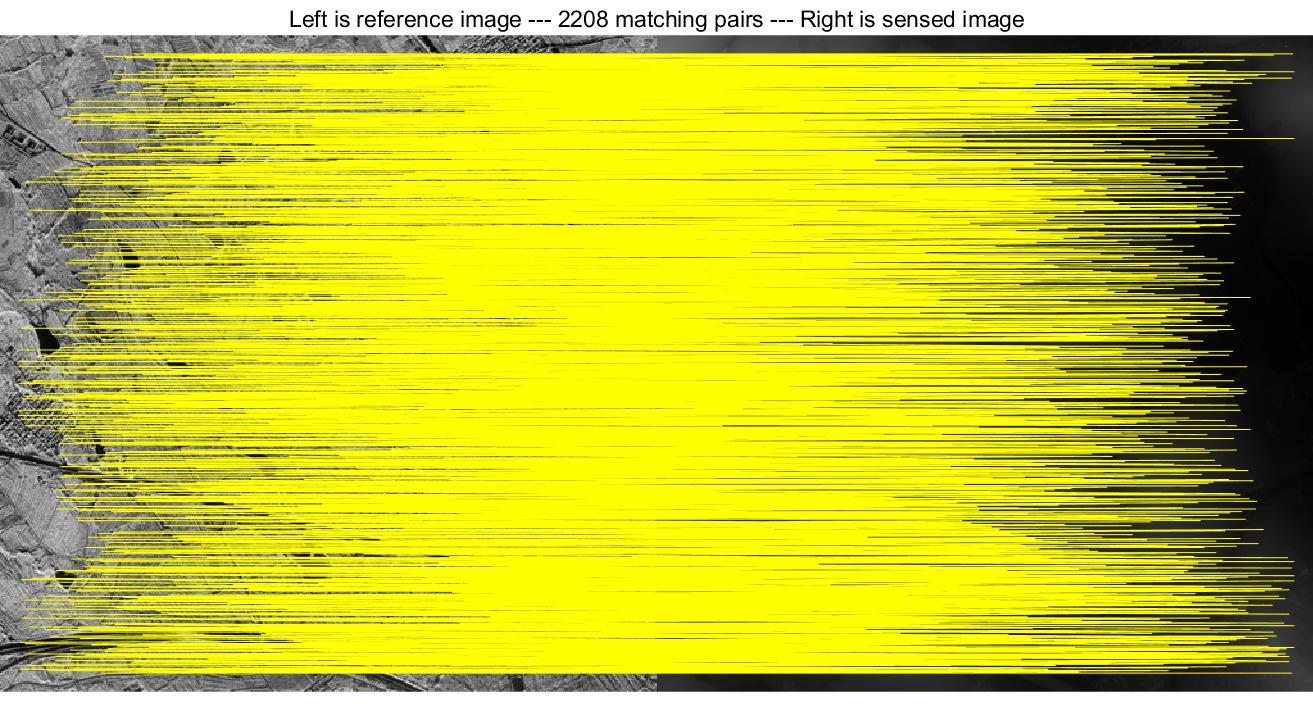 Left is reference image --- 2208 matching pairs --- Right is sensed image